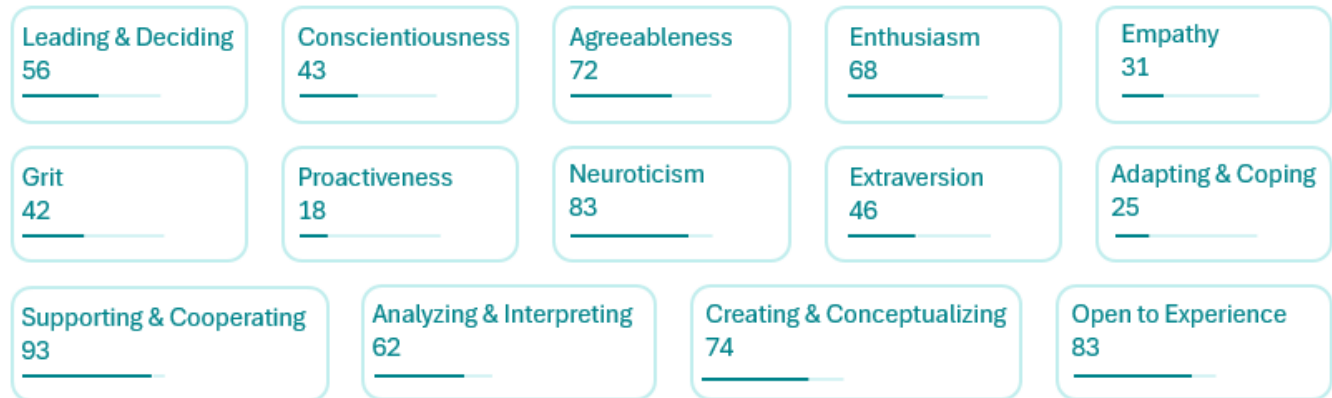 Leading & Deciding
56
Conscientiousness
43
Agreeableness
72
Enthusiasm
68
Empathy
31
Grit
42
Proactiveness
18
Neuroticism
83
Extraversion
46
Adapting & Coping
25
Supporting & Cooperating
93
Analyzing & Interpreting
62
Creating & Conceptualizing
74
Open to Experience
83